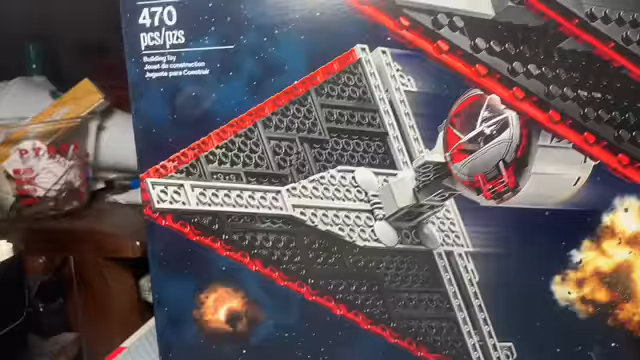 470
pcs/pzs
Building Toy
Jouet de construction
Juguete para Construir